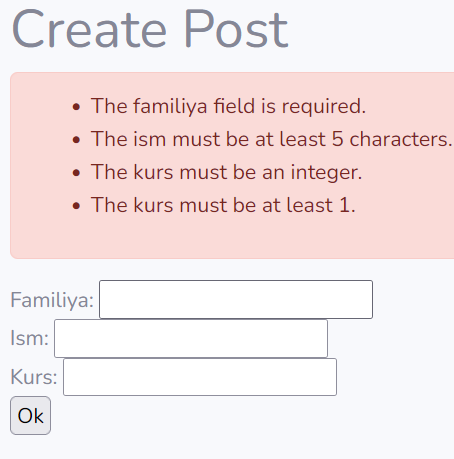 Create Post
• The familiya field is required.
• The ism must be at least 5 characters.
• The kurs must be an integer.
• The kurs must be at least 1.
Familiya:
Ism:
Kurs:
Ok